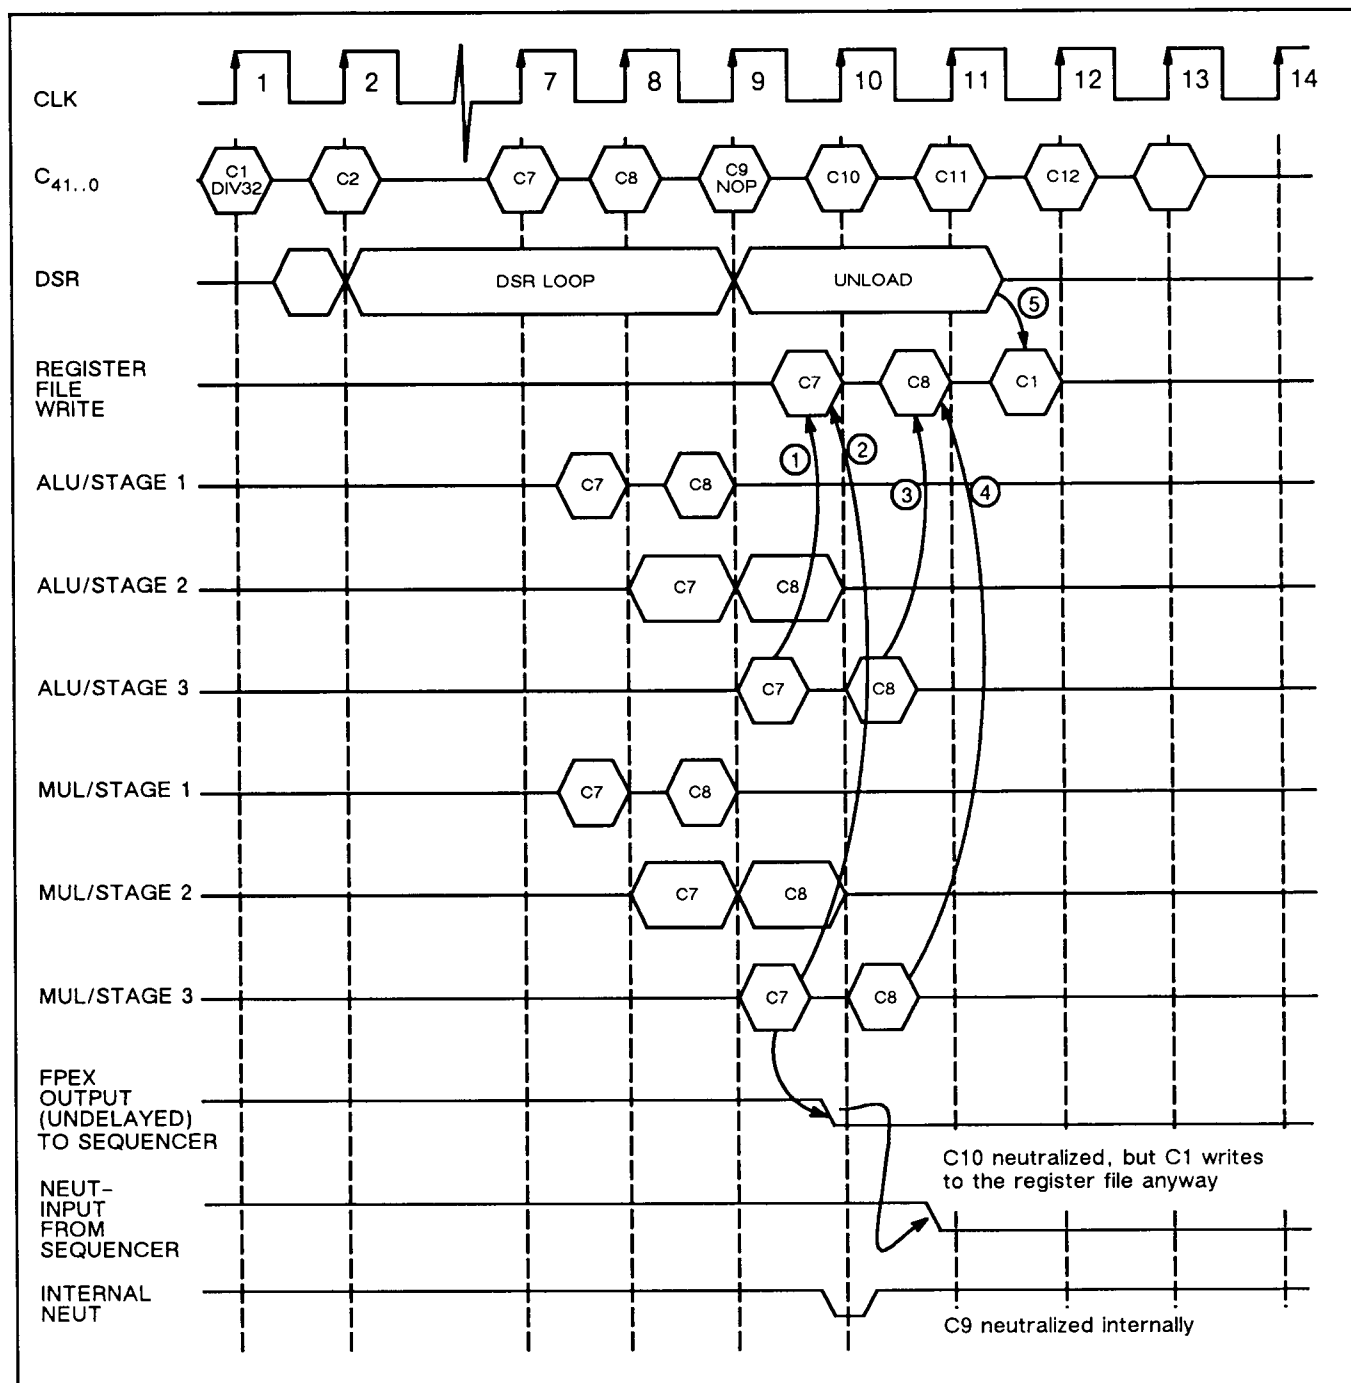 1 2 7 8 9 10 11 12 13 14
CLK
C41..0
C1
DIV32
C2
C7
C8
C9
NOP
C10
C11
C12
DSR
DSR LOOP
UNLOAD
5
REGISTER
FILE
WRITE
C7
C8
C1
1
2
3
4
ALU/STAGE 1
C7
C8
ALU/STAGE 2
C7
C8
ALU/STAGE 3
C7
C8
MUL/STAGE 1
C7
C8
MUL/STAGE 2
C7
C8
MUL/STAGE 3
C7
C8
FPEX
OUTPUT
(UNDELAYED)
TO SEQUENCER
C10 neutralized, but C1 writes
to the register file anyway
NEUT-
INPUT
FROM
SEQUENCER
INTERNAL
NEUT
C9 neutralized internally